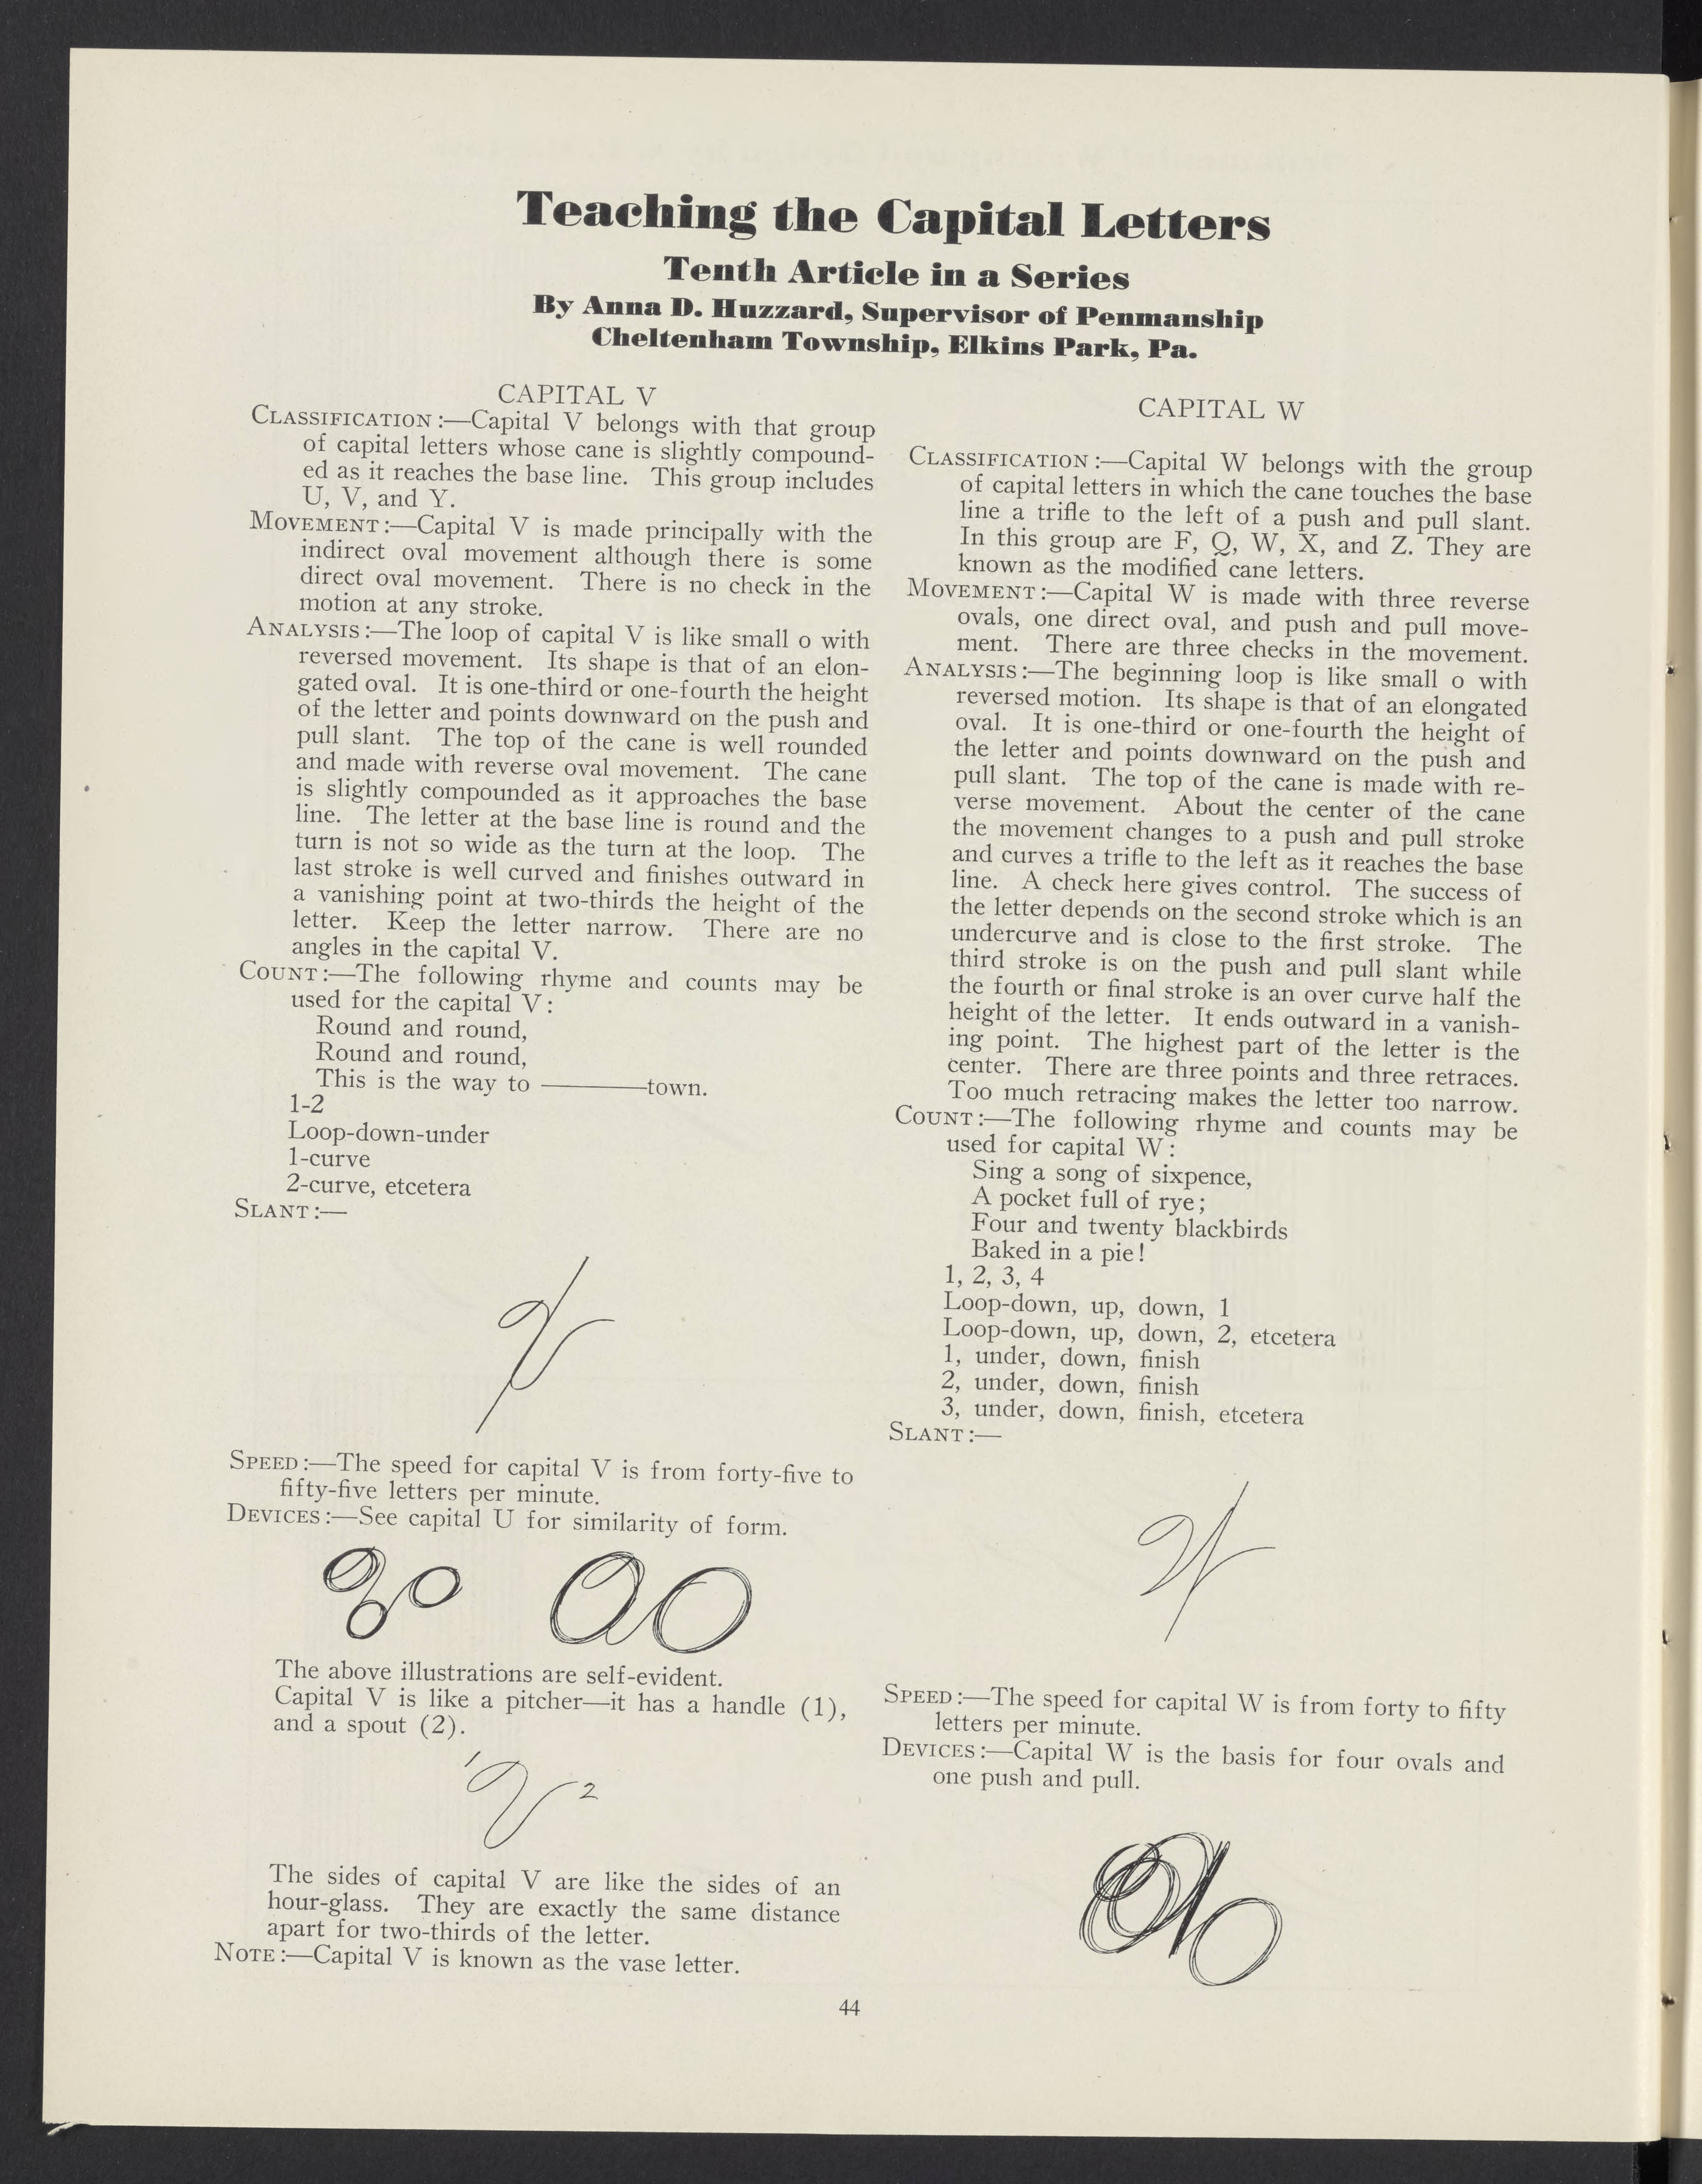 Teaching the Capital Letters
Tenth Article in a Series
By Anna D. Huzzard, Supervisor of Penmanship
Cheltenham Township, Elkins Park, Pa.
CAPITAL V
CLASSIFICATION:—Capital V belongs with that group
of capital letters whose cane is slightly compound-
ed as it reaches the base line. This group includes
U, V, and Y.
MOVEMENT:—Capital V is made principally with the
indirect oval movement although there is some
direct oval movement. There is no check in the
motion at any stroke.
ANALYSIS:—The loop of capital V is like small o with
reversed movement. Its shape is that of an elon-
gated oval. It is one-third or one-fourth the height
of the letter and points downward on the push and
pull slant. The top of the cane is well rounded
and made with reverse oval movement. The cane
is slightly compounded as it approaches the base
line. The letter at the base line is round and the
turn is not so wide as the turn at the loop. The
last stroke is well curved and finishes outward in
a vanishing point at two-thirds the height of the
letter. Keep the letter narrow. There are no
angles in the capital V.
COUNT:—The following rhyme and counts may be
used for the capital V:
Round and round,
Round and round,
This is the way to ————town.
1-2
Loop-down-under
1-curve
2-curve, etcetera
SLANT:—
V
SPEED:—The speed for capital V is from forty-five to
fifty-five letters per minute.
DEVICES:—See capital U for similarity of form.
The above illustrations are self-evident.
Capital V is like a pitcher—it has a handle (1),
and a spout (2).
1 V 2
The sides of capital V are like the sides of an
hour-glass. They are exactly the same distance
apart for two-thirds of the letter.
NOTE:—Capital V is known as the vase letter.
CAPITAL W
CLASSIFICATION:—Capital W belongs with the group
of capital letters in which the cane touches the base
line a trifle to the left of a push and pull slant.
In this group are F, Q, W, X, and Z. They are
known as the modified cane letters.
MOVEMENT:—Capital W is made with three reverse
ovals, one direct oval, and push and pull move-
ment. There are three checks in the movement.
ANALYSIS:—The beginning loop is like small o with
reversed motion. Its shape is that of an elongated
oval. It is one-third or one-fourth the height of
the letter and points downward on the push and
pull slant. The top of the cane is made with re-
verse movement. About the center of the cane
the movement changes to a push and pull stroke
and curves a trifle to the left as it reaches the base
line. A check here gives control. The success of
the letter depends on the second stroke which is an
undercurve and is close to the first stroke. The
third stroke is on the push and pull slant while
the fourth or final stroke is an over curve half the
height of the letter. It ends outward in a vanish-
ing point. The highest part of the letter is the
center. There are three points and three retraces.
Too much retracing makes the letter too narrow.
COUNT:—The following rhyme and counts may be
used for capital W:
Sing a song of sixpence,
A pocket full of rye;
Four and twenty blackbirds
Baked in a pie!
1, 2, 3, 4
Loop-down, up, down, 1
Loop-down, up, down, 2, etcetera
1, under, down, finish
2, under, down, finish
3, under, down, finish, etcetera
SLANT:—
W
SPEED:—The speed for capital W is from forty to fifty
letters per minute.
DEVICES:—Capital W is the basis for four ovals and
one push and pull.
44